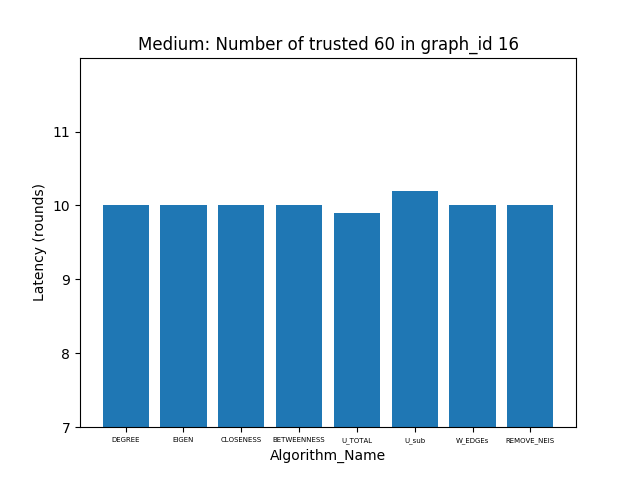 Medium: Number of trusted 60 in graph_id 16
Latency (rounds)
11
10
9
8
7
DEGREE EIGEN CLOSENESS BETWEENNESS U_TOTAL U_sub W_EDGEs REMOVE_NEIS
Algorithm_Name